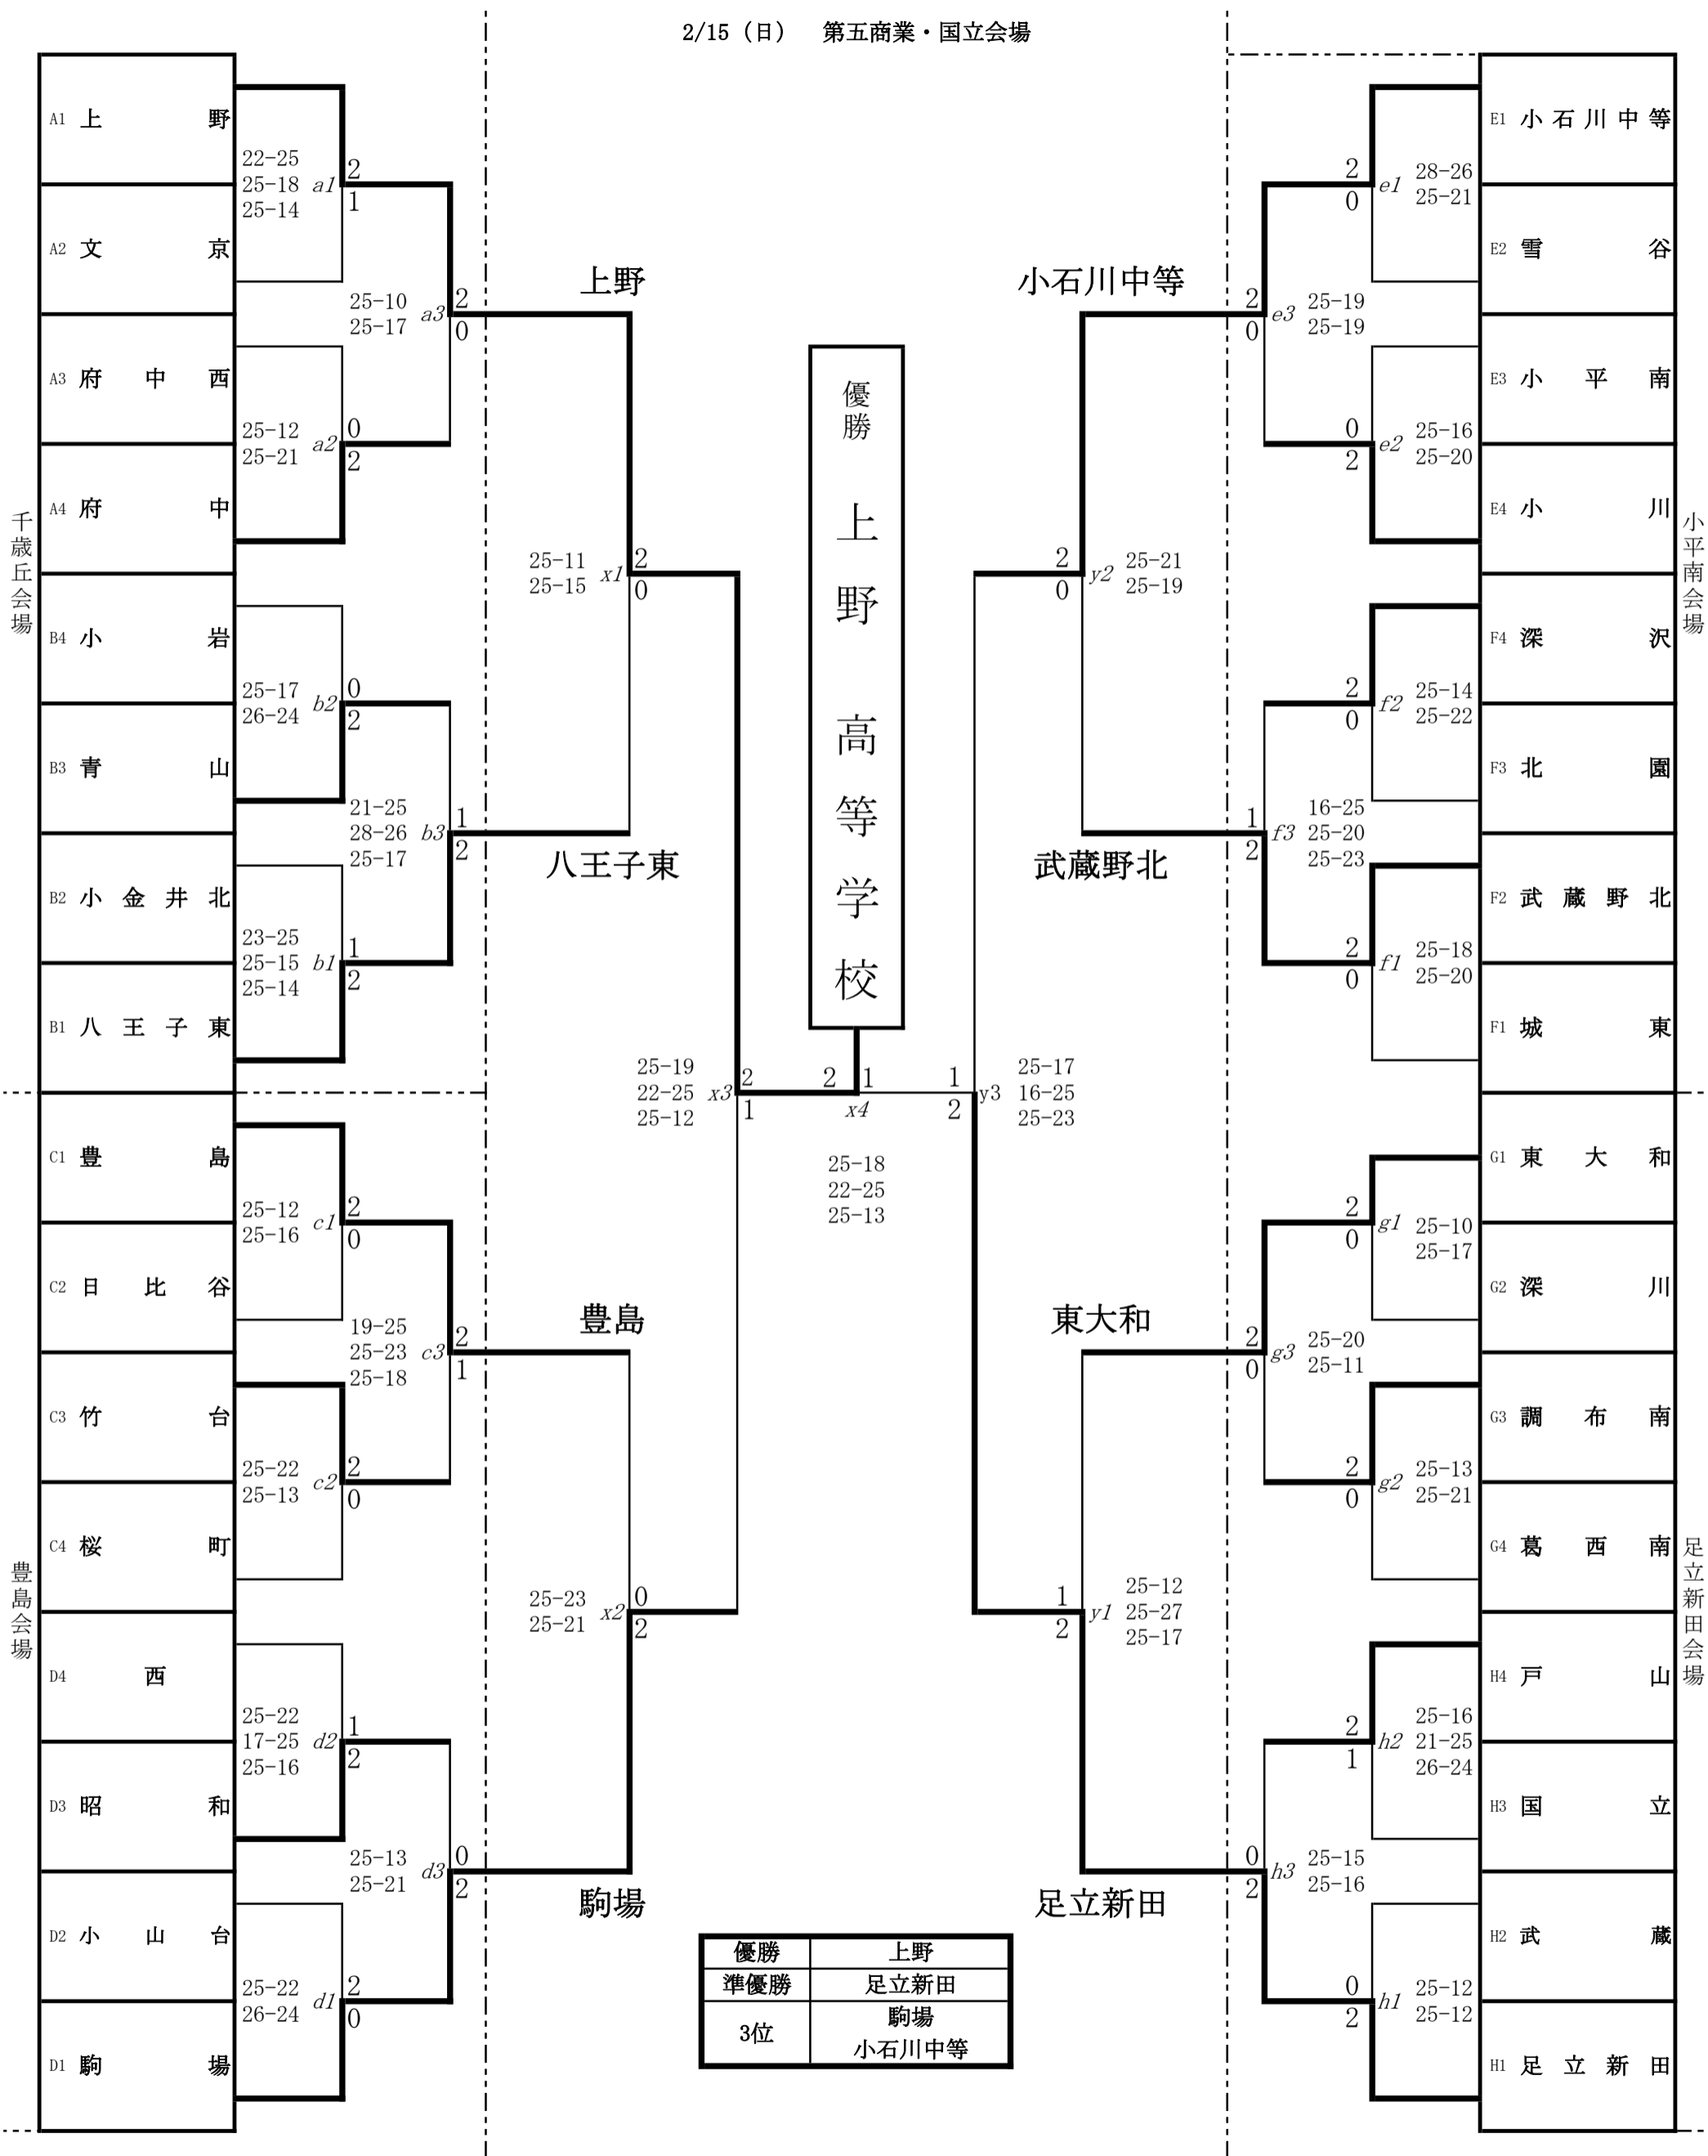 2/15（日）　第五商業・国立会場
千歳丘会場
A1 上野
A2 文京
A3 府中西
A4 府中
B4 小岩
B3 青山
B2 小金井北
B1 八王子東
豊島会場
C1 豊島
C2 日比谷
C3 竹台
C4 桜町
D4 西
D3 昭和
D2 小山台
D1 駒場
22-25
25-18 a1 2
25-14 1
25-10 a3 2
25-17 0
25-12 a2 0
25-21 2
25-17 b2 0
26-24 2
21-25
28-26 b3 1
25-17 2
23-25
25-15 b1 1
25-14 2
25-12 c1 2
25-16 0
19-25
25-23 c3 2
25-18 1
25-22 c2 2
25-13 0
25-22
17-25 d2 1
25-16 2
25-13 d3 0
25-21 2
25-22 d1 2
26-24 0
上野
25-11 x1 2
25-15 0
八王子東
豊島
25-23 x2 0
25-21 2
駒場
25-19
22-25 x3 2
25-12 1
優勝
上野高等学校
2 1
x4
25-18
22-25
25-13
1 y3 25-17
2 16-25
25-23
小石川中等
2 y2 25-21
0 25-19
武蔵野北
東大和
1 y1 25-12
2 25-27
25-17
足立新田
2 e1 28-26
0 25-21
2 e3 25-19
0 25-19
0 e2 25-16
2 25-20
2 f2 25-14
0 25-22
1 f3 16-25
2 25-20
25-23
2 f1 25-18
0 25-20
2 g1 25-10
0 25-17
2 g3 25-20
0 25-11
2 g2 25-13
0 25-21
2 h2 25-16
1 21-25
26-24
0 h3 25-15
2 25-16
0 h1 25-12
2 25-12
E1 小石川中等
E2 雪谷
E3 小平南
E4 小川
F4 深沢
F3 北園
F2 武蔵野北
F1 城東
小平南会場
G1 東大和
G2 深川
G3 調布南
G4 葛西南
H4 戸山
H3 国立
H2 武蔵
H1 足立新田
足立新田会場
優勝 上野
準優勝 足立新田
3位 駒場
小石川中等